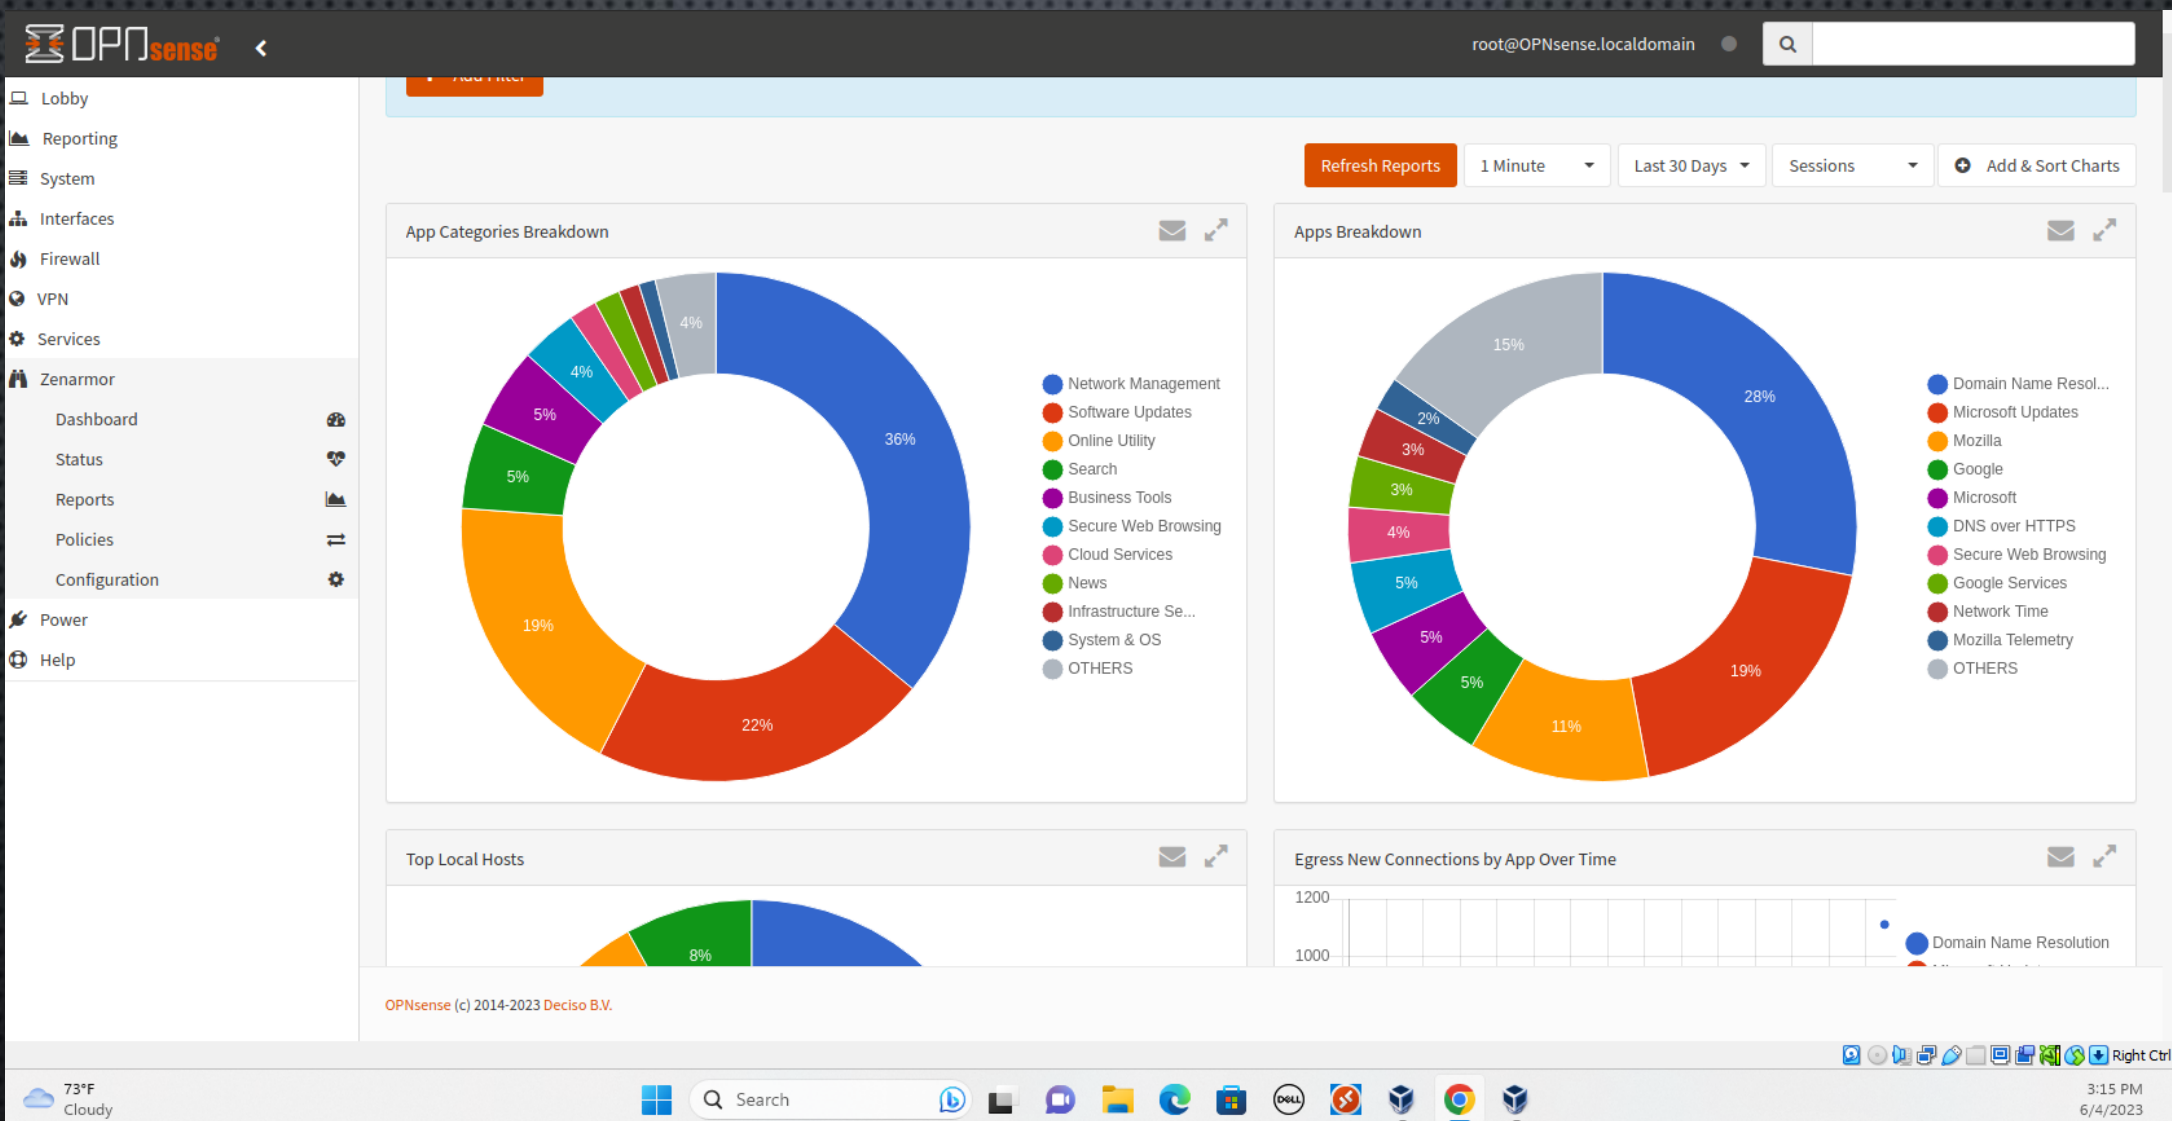 OPNsense
root@OPNsense.localdomain
Add Filter
Lobby
Reporting
System
Interfaces
Firewall
VPN
Services
Zenarmor
Dashboard
Status
Reports
Policies
Configuration
Power
Help
Refresh Reports
1 Minute
Last 30 Days
Sessions
Add & Sort Charts
App Categories Breakdown
36%
22%
19%
5%
5%
4%
4%
Network Management
Software Updates
Online Utility
Search
Business Tools
Secure Web Browsing
Cloud Services
News
Infrastructure Se...
System & OS
OTHERS
Apps Breakdown
28%
19%
11%
5%
5%
5%
4%
3%
3%
2%
15%
Domain Name Resol...
Microsoft Updates
Mozilla
Google
Microsoft
DNS over HTTPS
Secure Web Browsing
Google Services
Network Time
Mozilla Telemetry
OTHERS
Top Local Hosts
8%
Egress New Connections by App Over Time
1200
1000
Domain Name Resolution
OPNsense (c) 2014-2023 Deciso B.V.
Right Ctrl
73°F
Cloudy
Search
DELL
3:15 PM
6/4/2023